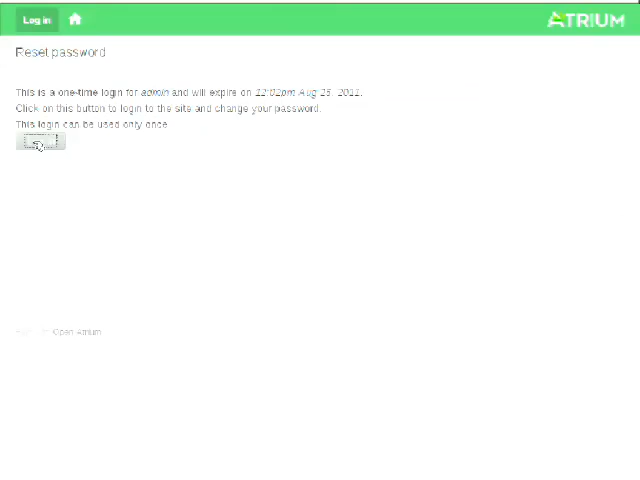 Log in
ATRIUM
Reset password
This is a one-time login for admin and will expire on 12:02pm Aug 25, 2011.
Click on this button to login to the site and change your password.
This login can be used only once.
Open Atrium